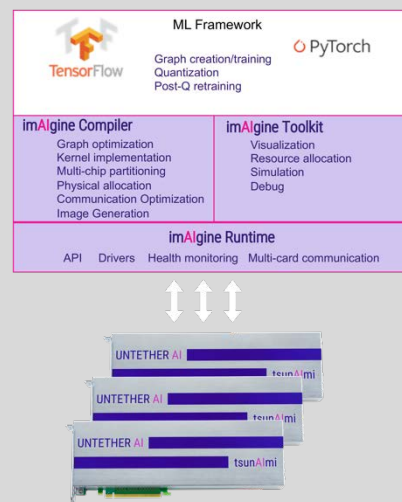 ML Framework
TensorFlow
PyTorch
Graph creation/training
Quantization
Post-Q retraining
imAIgine Compiler
Graph optimization
Kernel implementation
Multi-chip partitioning
Physical allocation
Communication Optimization
Image Generation
imAIgine Toolkit
Visualization
Resource allocation
Simulation
Debug
imAIgine Runtime
API Drivers Health monitoring Multi-card communication
UNTETHER AI
tsunAImi
UNTETHER AI
tsunAImi
UNTETHER AI
tsunAImi